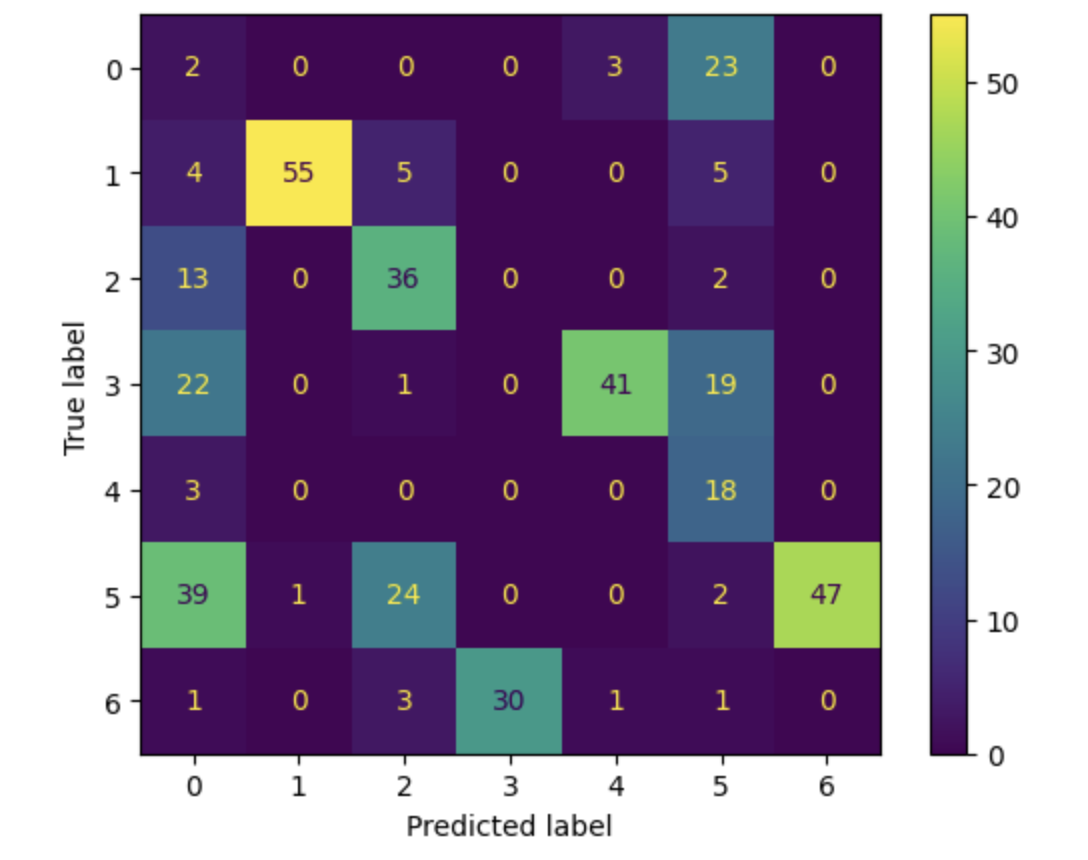 0 2 0 0 0 3 23 0
1 4 55 5 0 0 5 0
2 13 0 36 0 0 2 0
3 22 0 1 0 41 19 0
4 3 0 0 0 0 18 0
5 39 1 24 0 0 2 47
6 1 0 3 30 1 1 0
0 1 2 3 4 5 6
True label
Predicted label
50
40
30
20
10
0